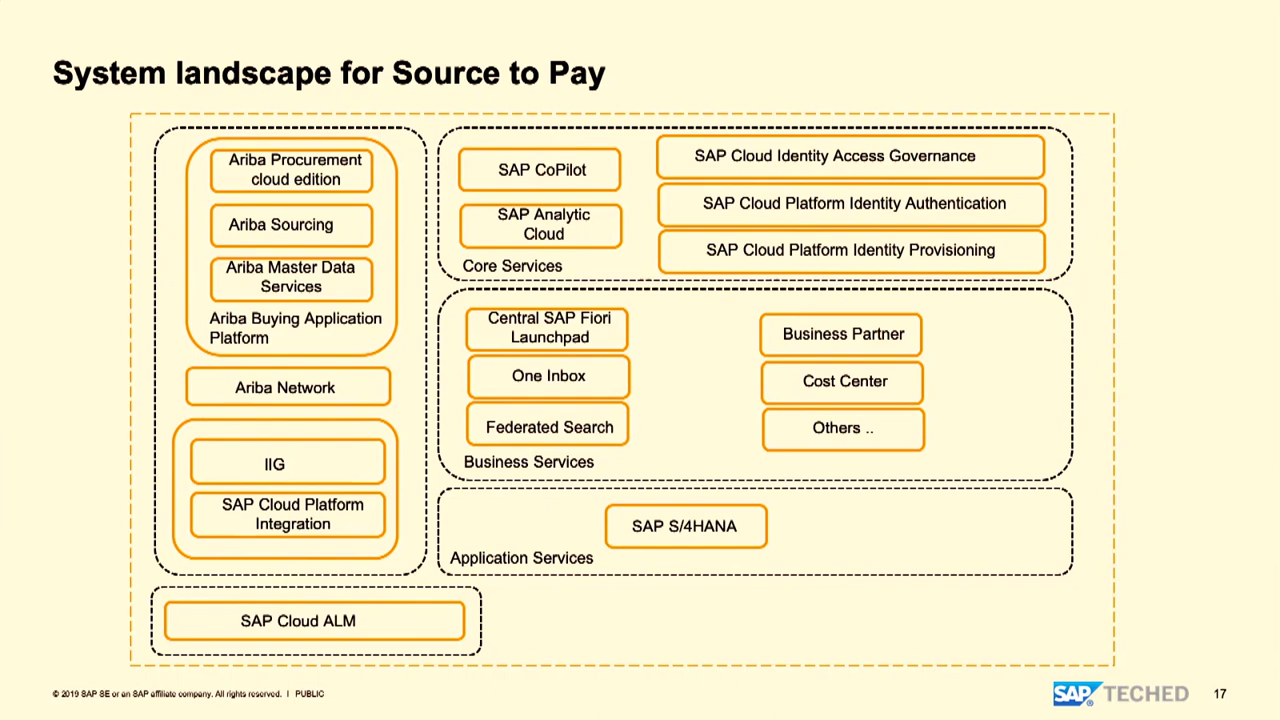 System landscape for Source to Pay
Ariba Procurement
cloud edition
Ariba Sourcing
Ariba Master Data
Services
Ariba Buying Application
Platform
Ariba Network
IIG
SAP Cloud Platform
Integration
SAP Cloud ALM
SAP CoPilot
SAP Analytic
Cloud
Core Services
SAP Cloud Identity Access Governance
SAP Cloud Platform Identity Authentication
SAP Cloud Platform Identity Provisioning
Central SAP Fiori
Launchpad
One Inbox
Federated Search
Business Services
Business Partner
Cost Center
Others ..
SAP S/4HANA
Application Services
© 2019 SAP SE or an SAP affiliate company. All rights reserved. I PUBLIC
SAP® TECHED
17